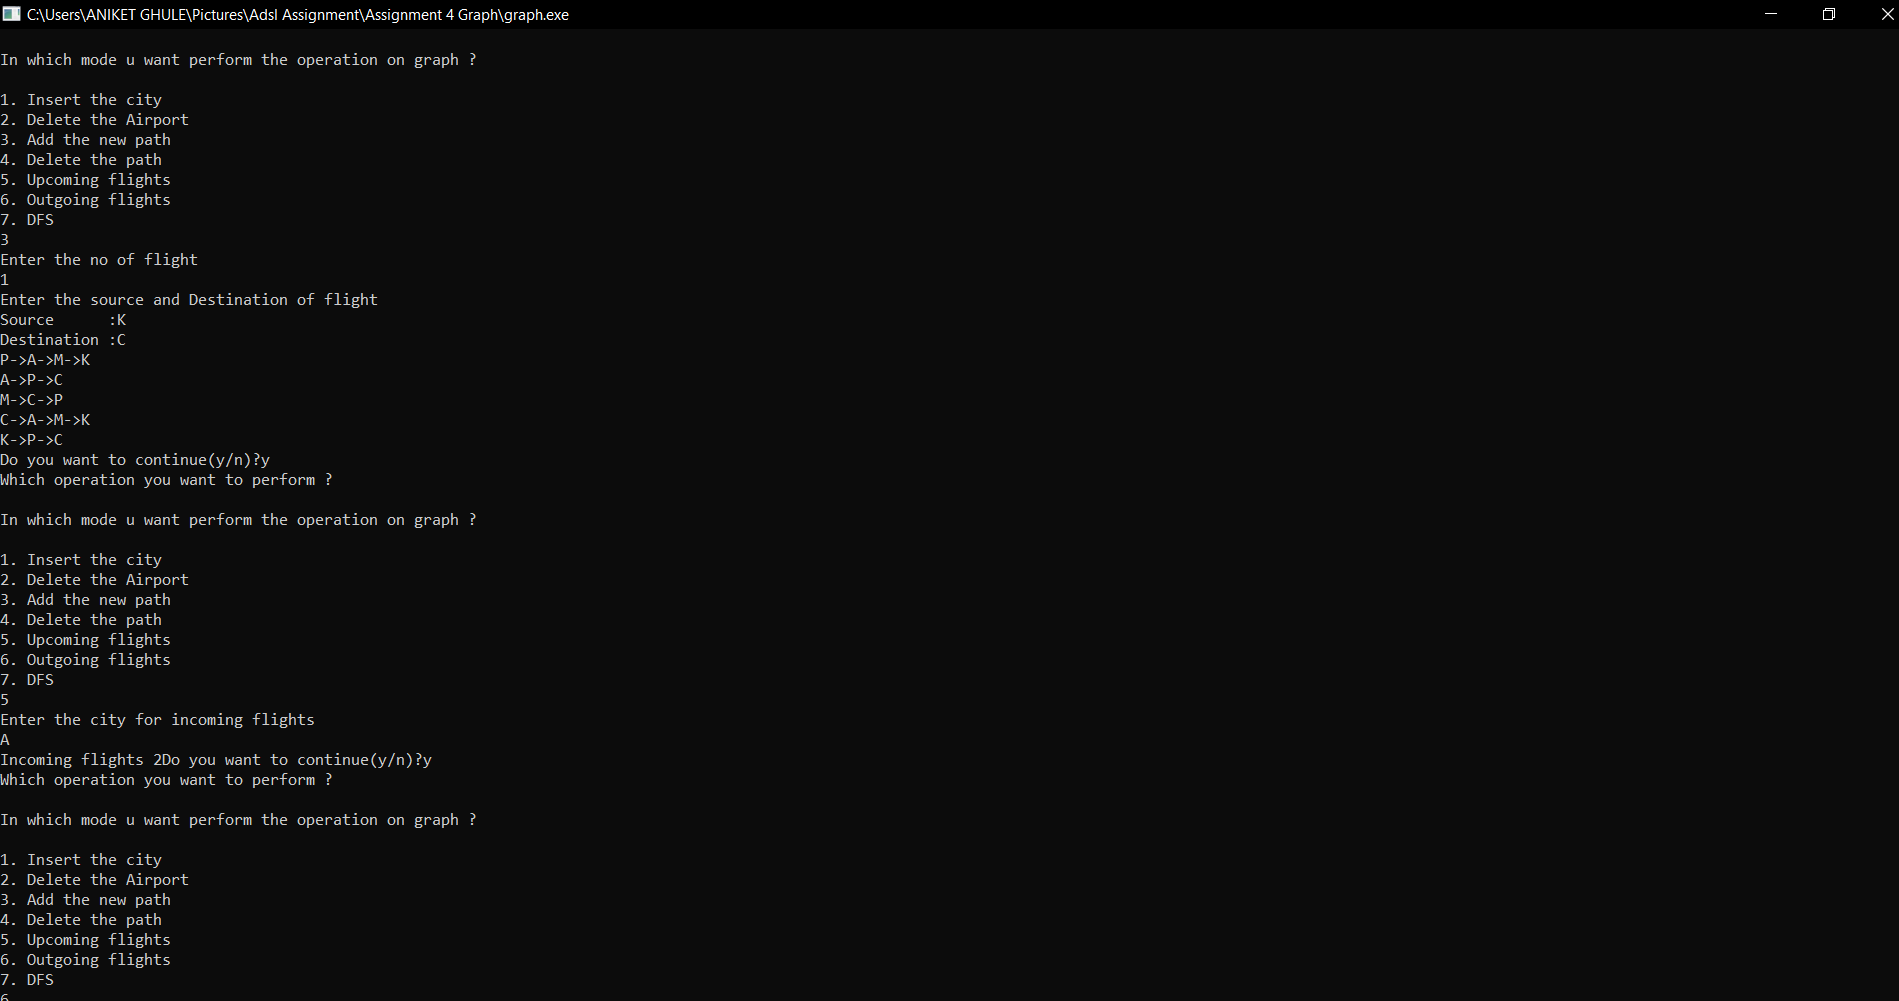 C:\Users\ANIKET GHULE\Pictures\Adsl Assignment\Assignment 4 Graph\graph.exe
In which mode u want perform the operation on graph ?
1. Insert the city
2. Delete the Airport
3. Add the new path
4. Delete the path
5. Upcoming flights
6. Outgoing flights
7. DFS
3
Enter the no of flight
1
Enter the source and Destination of flight
Source      :K
Destination :C
P->A->M->K
A->P->C
M->C->P
C->A->M->K
K->P->C
Do you want to continue(y/n)?y
Which operation you want to perform ?
In which mode u want perform the operation on graph ?
1. Insert the city
2. Delete the Airport
3. Add the new path
4. Delete the path
5. Upcoming flights
6. Outgoing flights
7. DFS
5
Enter the city for incoming flights
A
Incoming flights 2Do you want to continue(y/n)?y
Which operation you want to perform ?
In which mode u want perform the operation on graph ?
1. Insert the city
2. Delete the Airport
3. Add the new path
4. Delete the path
5. Upcoming flights
6. Outgoing flights
7. DFS
6